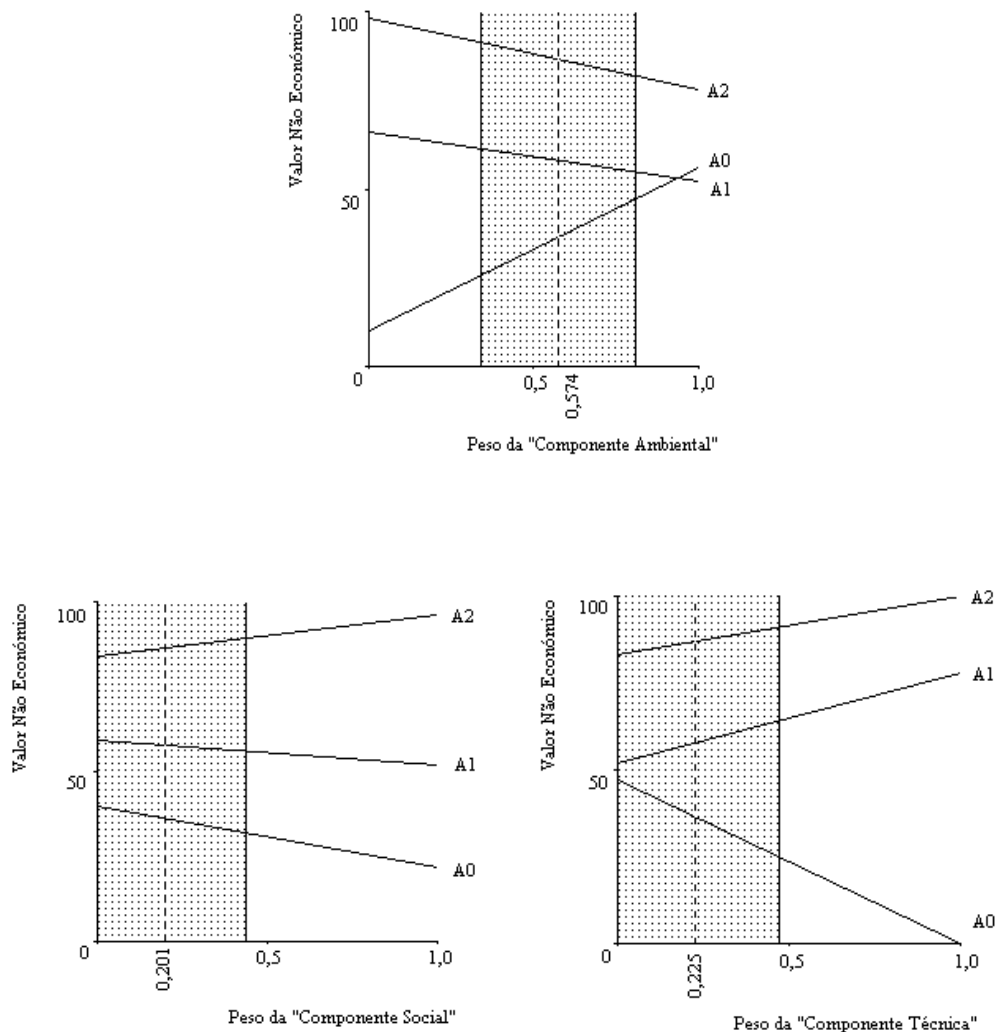 Valor Não Económico
100
50
0
0,5
0,574
1,0
A2
A0
A1
Peso da "Componente Ambiental"
Valor Não Económico
100
50
0
0,201
0,5
1,0
A2
A1
A0
Peso da "Componente Social"
Valor Não Económico
100
50
0
0,225
0,5
1,0
A2
A1
A0
Peso da "Componente Técnica"